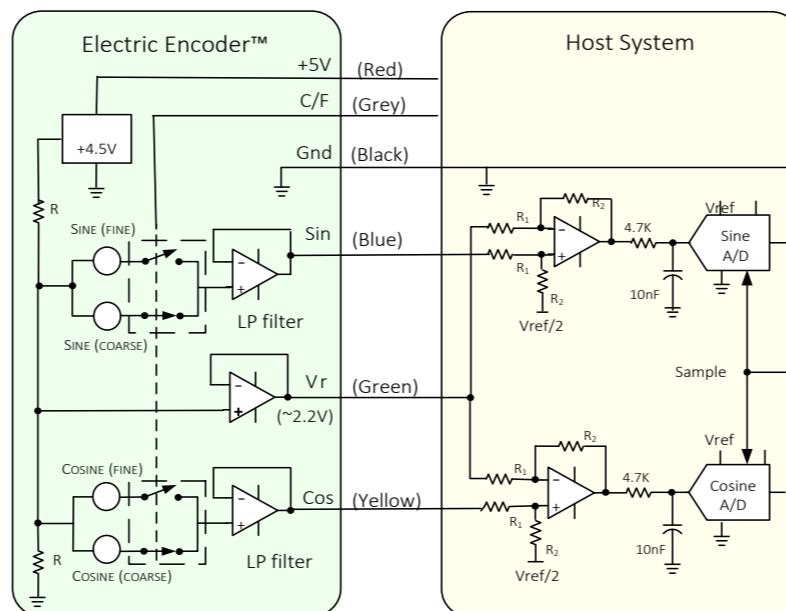 Electric Encoder™
Host System
+5V (Red)
C/F (Grey)
+4.5V
Gnd (Black)
R
SINE (FINE)
Sin (Blue)
LP filter
SINE (COARSE)
R₁
R₂
R₁
R₂
Vref/2
4.7K
10nF
Vref
Sine
A/D
Vr (Green)
(~2.2V)
Sample
COSINE (FINE)
Cos (Yellow)
LP filter
R
COSINE (COARSE)
R₁
R₂
R₁
R₂
Vref/2
4.7K
10nF
Vref
Cosine
A/D